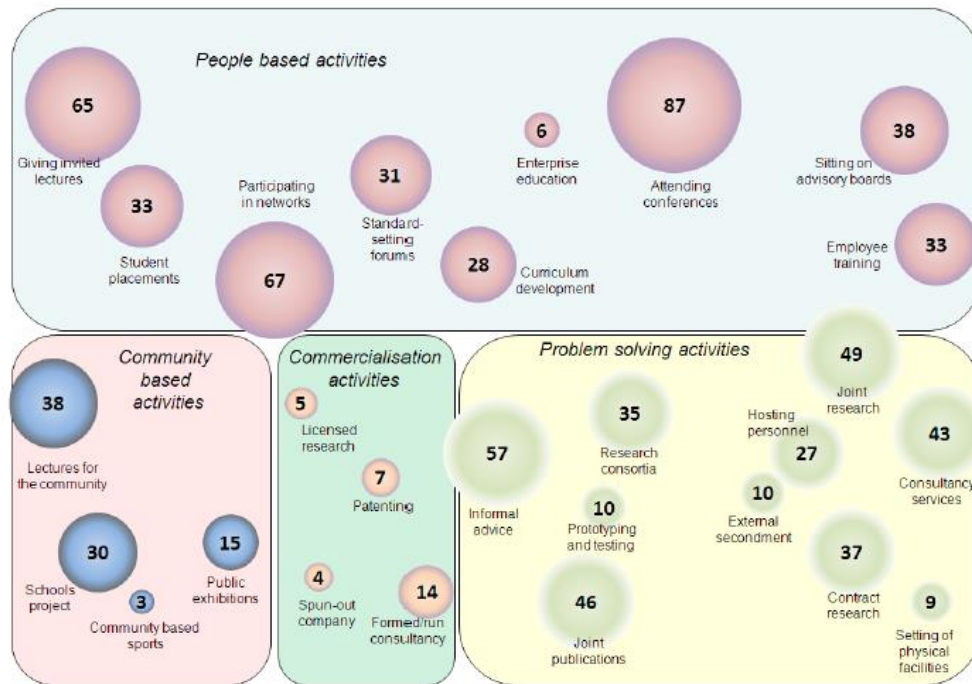 People based activities
65
Giving invited
lectures
33
Student
placements
Participating
in networks
67
31
Standard-
setting
forums
28
Curriculum
development
6
Enterprise
education
87
Attending
conferences
38
Sitting on
advisory boards
33
Employee
training
Community
based
activities
38
Lectures for
the community
30
Schools
project
3
Community based
sports
15
Public
exhibitions
Commercialisation
activities
5
Licensed
research
7
Patenting
4
Spun-out
company
14
Formed/run
consultancy
Problem solving activities
57
Informal
advice
35
Research
consortia
10
Prototyping
and testing
46
Joint
publications
49
Joint
research
Hosting
personnel
27
10
External
secondment
43
Consultancy
services
37
Contract
research
9
Setting of
physical
facilities